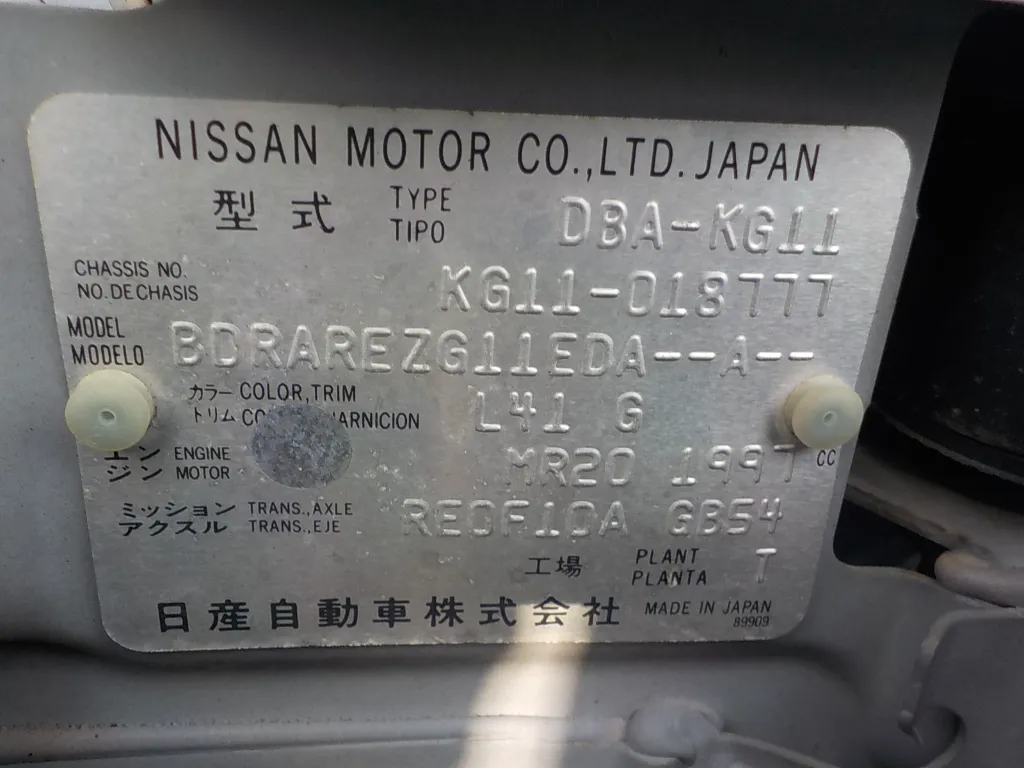 NISSAN MOTOR CO.,LTD. JAPAN
型式 TYPE DBA-KG11
TIPO
CHASSIS NO. KG11-018777
NO. DE CHASIS
MODEL BDRAREZG11EDA--A--
MODELO
カラー COLOR,TRIM L41 G
トリム
エン ENGINE MR20 1997 CC
ジン MOTOR
ミッション TRANS.,AXLE RE0F10A GB54
アクスル TRANS.,EJE
工場 PLANT
PLANTA
日産自動車株式会社 MADE IN JAPAN
89909